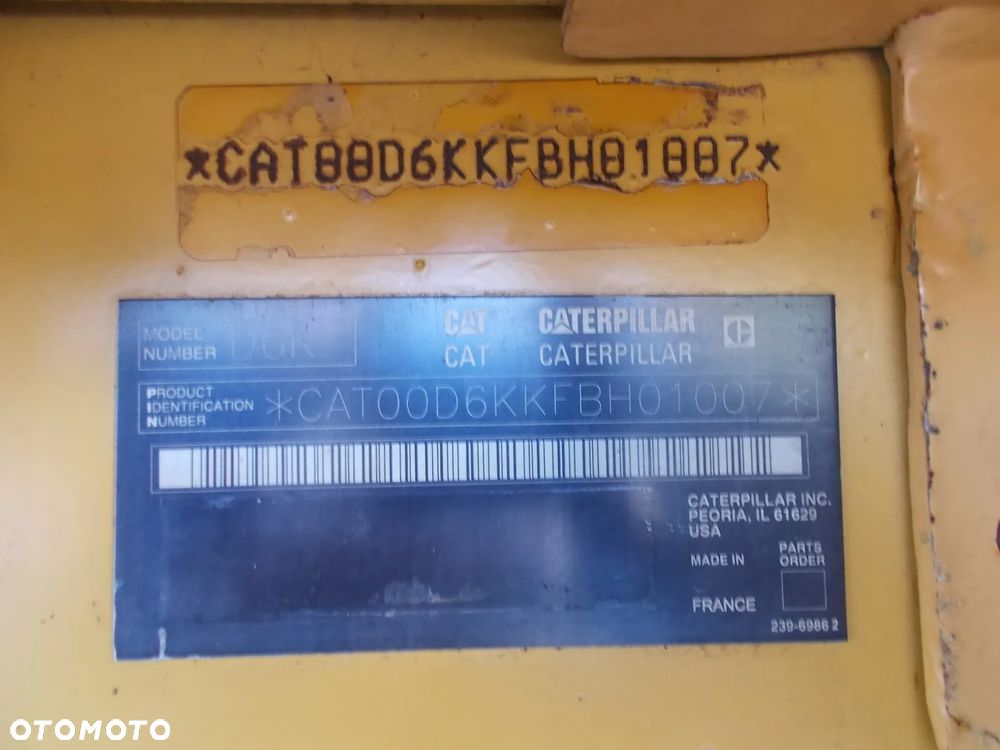 *CAT00D6KKFBH01007*
MODEL NUMBER D6K
CAT CATERPILLAR
CAT CATERPILLAR
PRODUCT IDENTIFICATION NUMBER *CAT00D6KKFBH01007*
CATERPILLAR INC.
PEORIA, IL 61629
USA
MADE IN
PARTS ORDER
FRANCE
239-6986 2
OTOMOTO